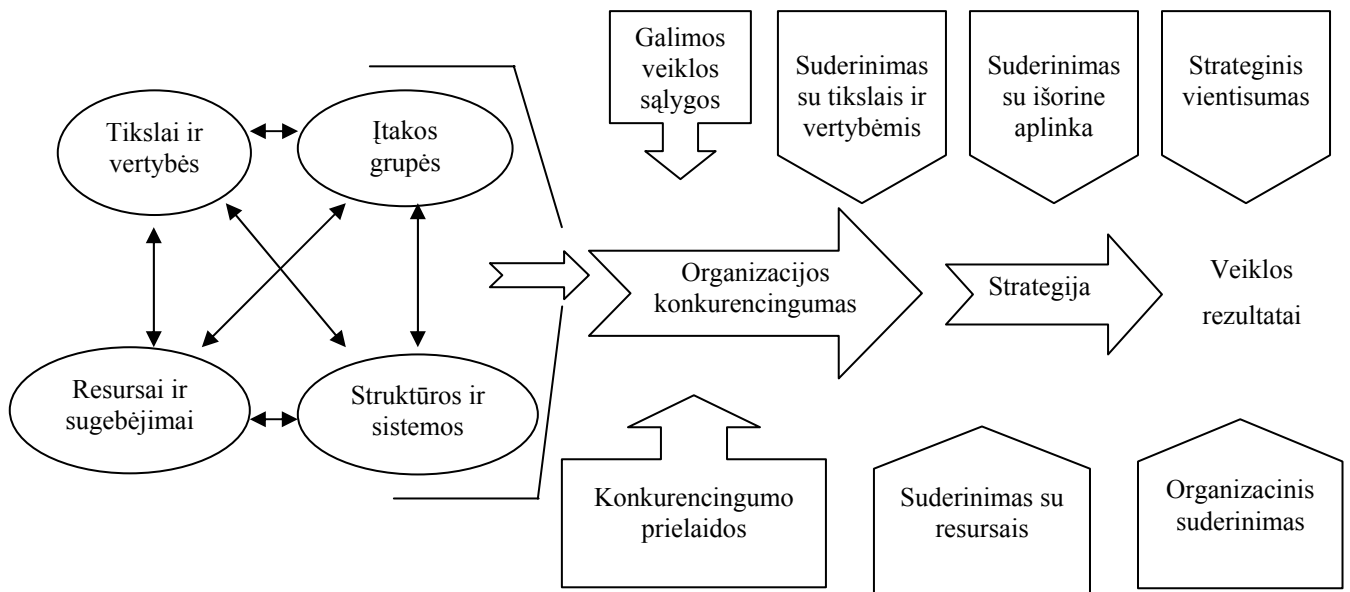 Tikslai ir
vertybės
Įtakos
grupės
Resursai ir
sugebėjimai
Struktūros ir
sistemos
Galimos
veiklos
sąlygos
Suderinimas
su tikslais ir
vertybėmis
Suderinimas
su išorine
aplinka
Strateginis
vientisumas
Organizacijos
konkurencingumas
Strategija
Veiklos
rezultatai
Konkurencingumo
prielaidos
Suderinimas su
resursais
Organizacinis
suderinimas